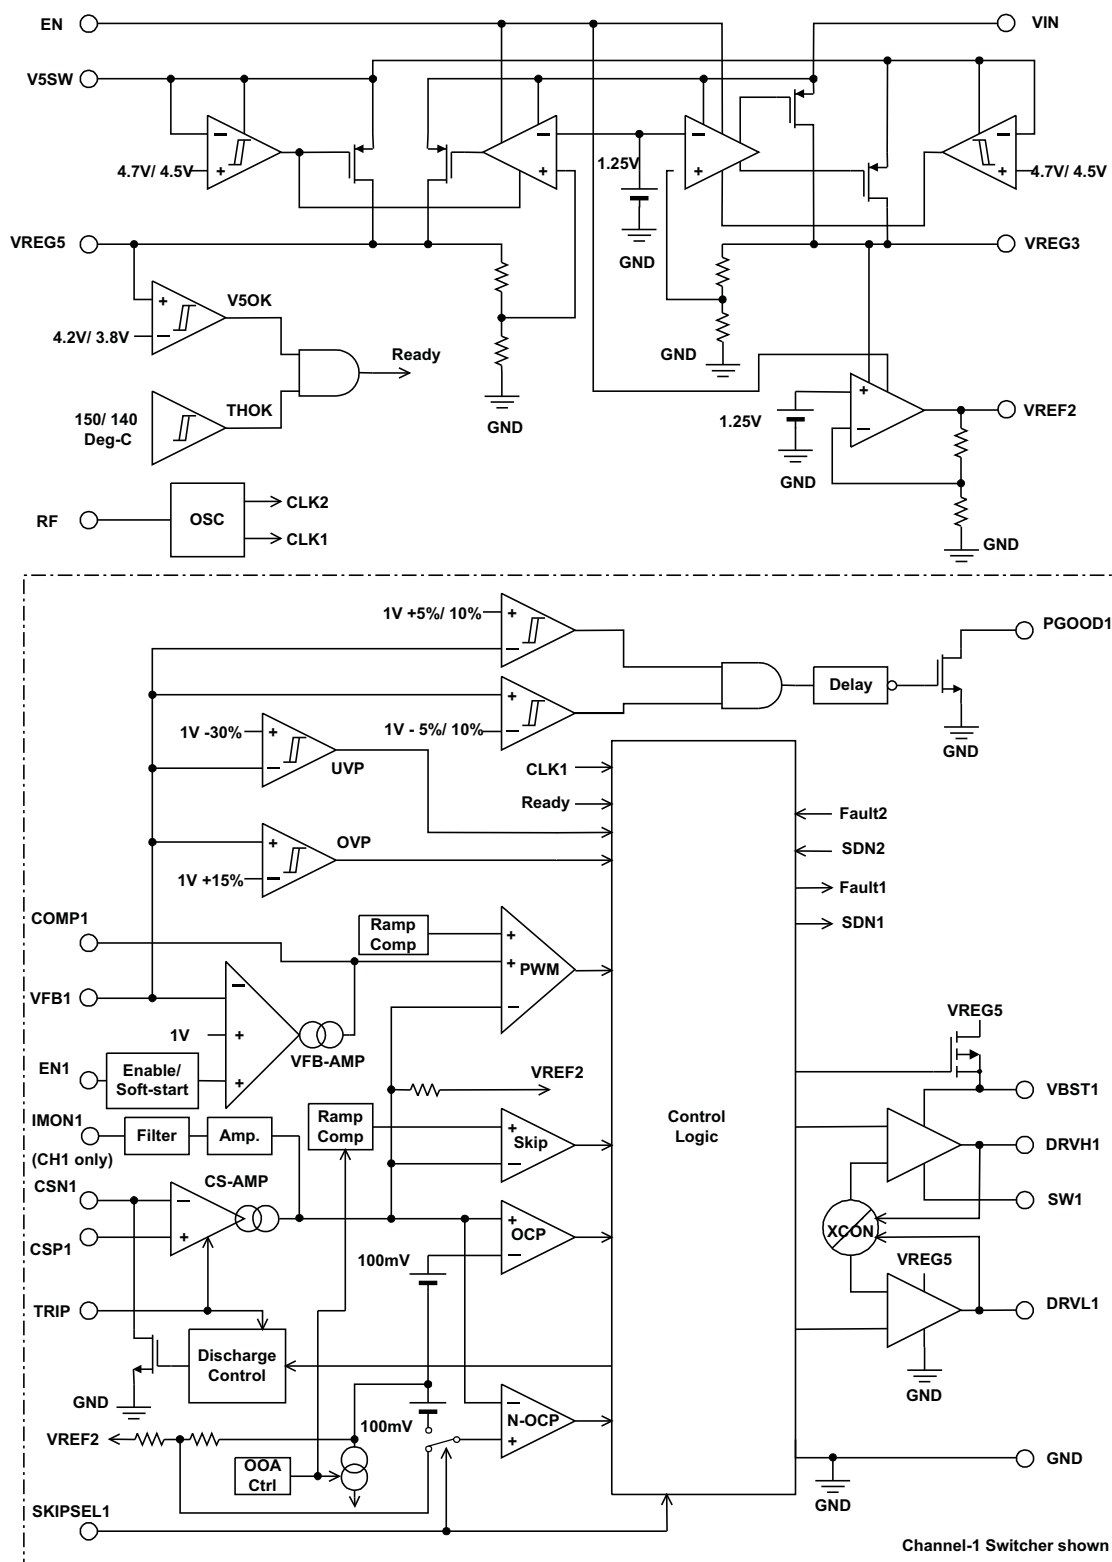 EN
VIN
V5SW
4.7V/ 4.5V
1.25V
4.7V/ 4.5V
VREG5
GND
VREG3
V5OK
4.2V/ 3.8V
Ready
GND
THOK
150/ 140
Deg-C
GND
1.25V
VREF2
GND
RF
OSC
CLK2
CLK1
GND
1V +5%/ 10%
PGOOD1
Delay
1V -30%
1V - 5%/ 10%
GND
UVP
CLK1
Ready
Fault2
OVP
SDN2
1V +15%
Fault1
COMP1
Ramp
Comp
SDN1
PWM
VFB1
VREG5
1V
VFB-AMP
EN1
Enable/
Soft-start
VREF2
VBST1
IMON1
(CH1 only)
Filter
Amp.
Ramp
Comp
Skip
Control
Logic
DRVH1
CSN1
CS-AMP
SW1
CSP1
OCP
XCON
100mV
VREG5
TRIP
DRVL1
Discharge
Control
GND
GND
100mV
N-OCP
VREF2
OOA
Ctrl
GND
GND
SKIPSEL1
Channel-1 Switcher shown